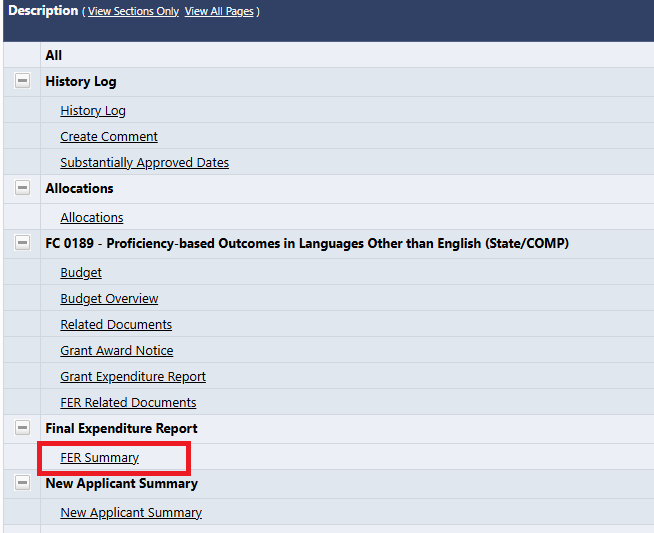 Description ( View Sections Only View All Pages )
All
History Log
History Log
Create Comment
Substantially Approved Dates
Allocations
Allocations
FC 0189 - Proficiency-based Outcomes in Languages Other than English (State/COMP)
Budget
Budget Overview
Related Documents
Grant Award Notice
Grant Expenditure Report
FER Related Documents
Final Expenditure Report
FER Summary
New Applicant Summary
New Applicant Summary